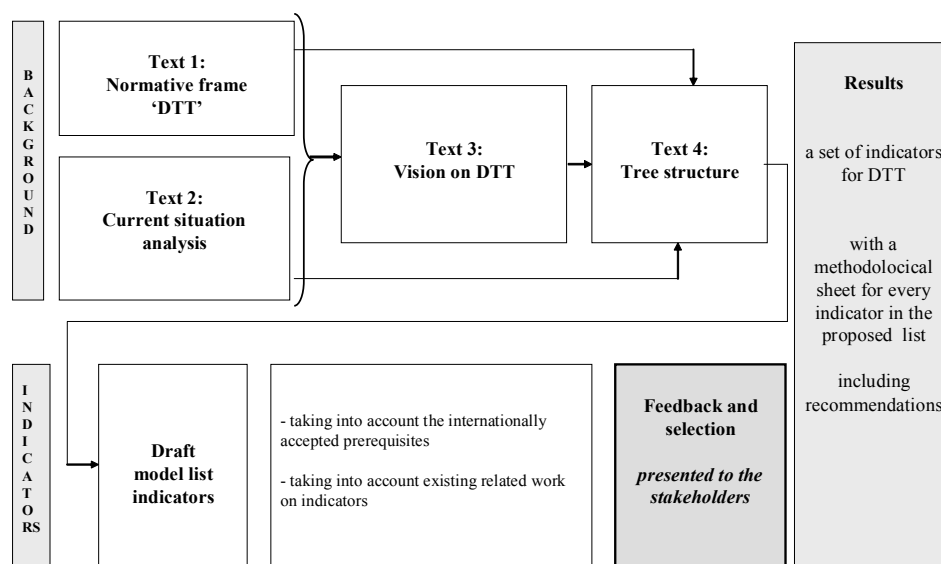 B
A
C
K
G
R
O
U
N
D
Text 1:
Normative frame
‘DTT’
Text 2:
Current situation
analysis
Text 3:
Vision on DTT
Text 4:
Tree structure
Results
a set of indicators
for DTT
with a
methodolocical
sheet for every
indicator in the
proposed list
including
recommendations
I
N
D
I
C
A
T
O
RS
Draft
model list
indicators
- taking into account the internationally
accepted prerequisites
- taking into account existing related work
on indicators
Feedback and
selection
presented to the
stakeholders